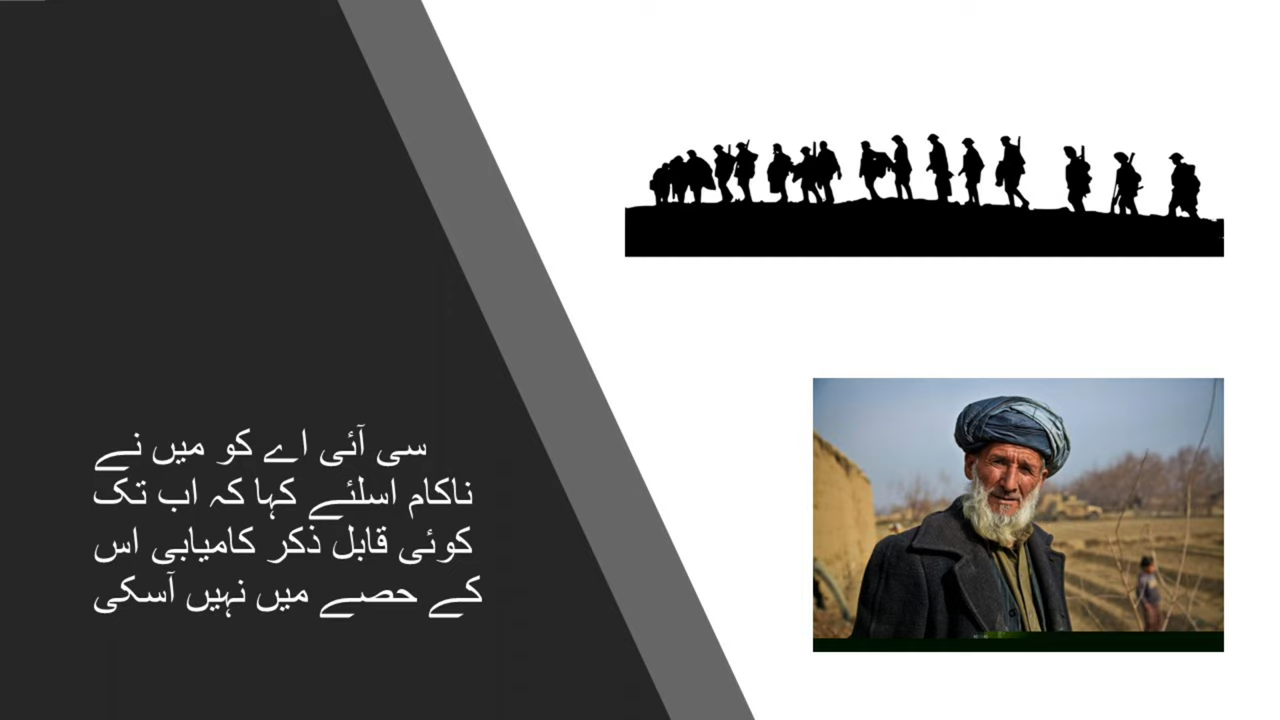 سی آئی اے کو میں نے
ناکام اسلئے کہا کہ اب تک
کوئی قابل ذکر کامیابی اس
کے حصے میں نہیں آسکی